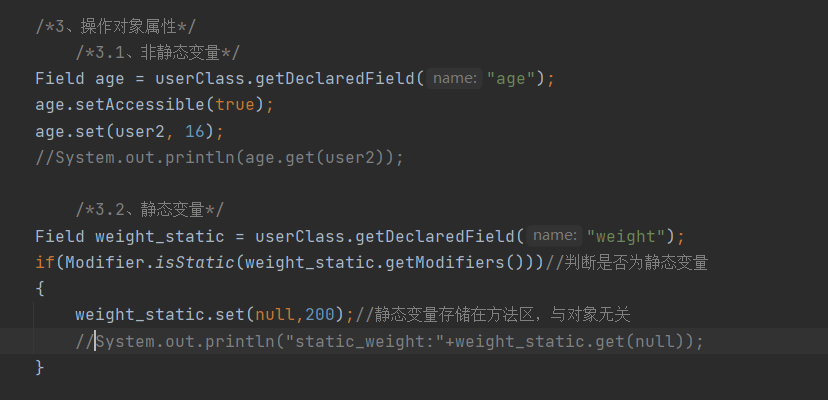 /*3、操作对象属性*/
/*3.1、非静态变量*/
Field age = userClass.getDeclaredField( name: "age");
age.setAccessible(true);
age.set(user2, 16);
//System.out.println(age.get(user2));
/*3.2、静态变量*/
Field weight_static = userClass.getDeclaredField( name: "weight");
if(Modifier.isStatic(weight_static.getModifiers()))//判断是否为静态变量
{
weight_static.set(null,200);//静态变量存储在方法区，与对象无关
//System.out.println("static_weight:"+weight_static.get(null));
}